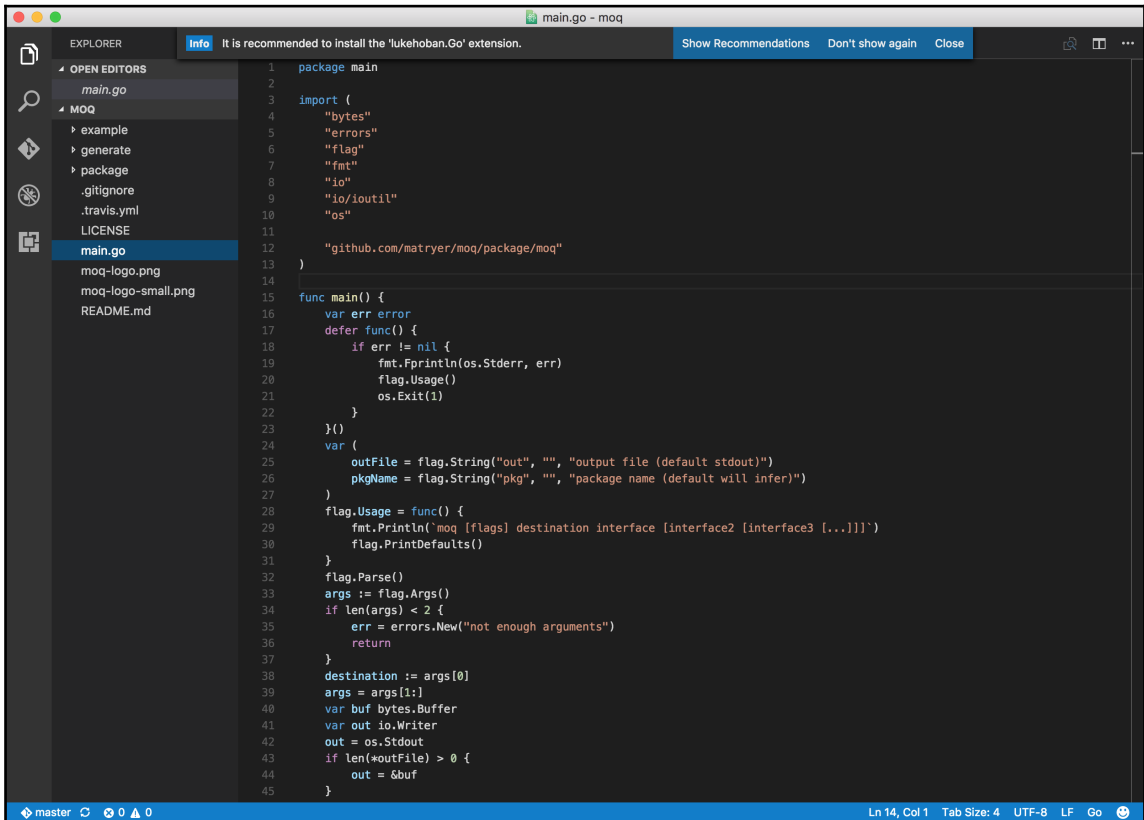 main.go - moq
EXPLORER
Info It is recommended to install the 'lukehoban.Go' extension. Show Recommendations Don't show again Close
OPEN EDITORS
main.go
MOQ
example
generate
package
.gitignore
.travis.yml
LICENSE
main.go
moq-logo.png
moq-logo-small.png
README.md
1 package main
2
3 import (
4     "bytes"
5     "errors"
6     "flag"
7     "fmt"
8     "io"
9     "io/ioutil"
10     "os"
11
12     "github.com/matryer/moq/package/moq"
13 )
14
15 func main() {
16     var err error
17     defer func() {
18         if err != nil {
19             fmt.Fprintln(os.Stderr, err)
20             flag.Usage()
21             os.Exit(1)
22         }
23     }()
24     var (
25         outFile = flag.String("out", "", "output file (default stdout)")
26         pkgName = flag.String("pkg", "", "package name (default will infer)")
27     )
28     flag.Usage = func() {
29         fmt.Println(`moq [flags] destination interface [interface2 [interface3 [...]]]`)
30         flag.PrintDefaults()
31     }
32     flag.Parse()
33     args := flag.Args()
34     if len(args) < 2 {
35         err = errors.New("not enough arguments")
36         return
37     }
38     destination := args[0]
39     args = args[1:]
40     var buf bytes.Buffer
41     var out io.Writer
42     out = os.Stdout
43     if len(*outFile) > 0 {
44         out = &buf
45     }
master 0 0 Ln 14, Col 1 Tab Size: 4 UTF-8 LF Go